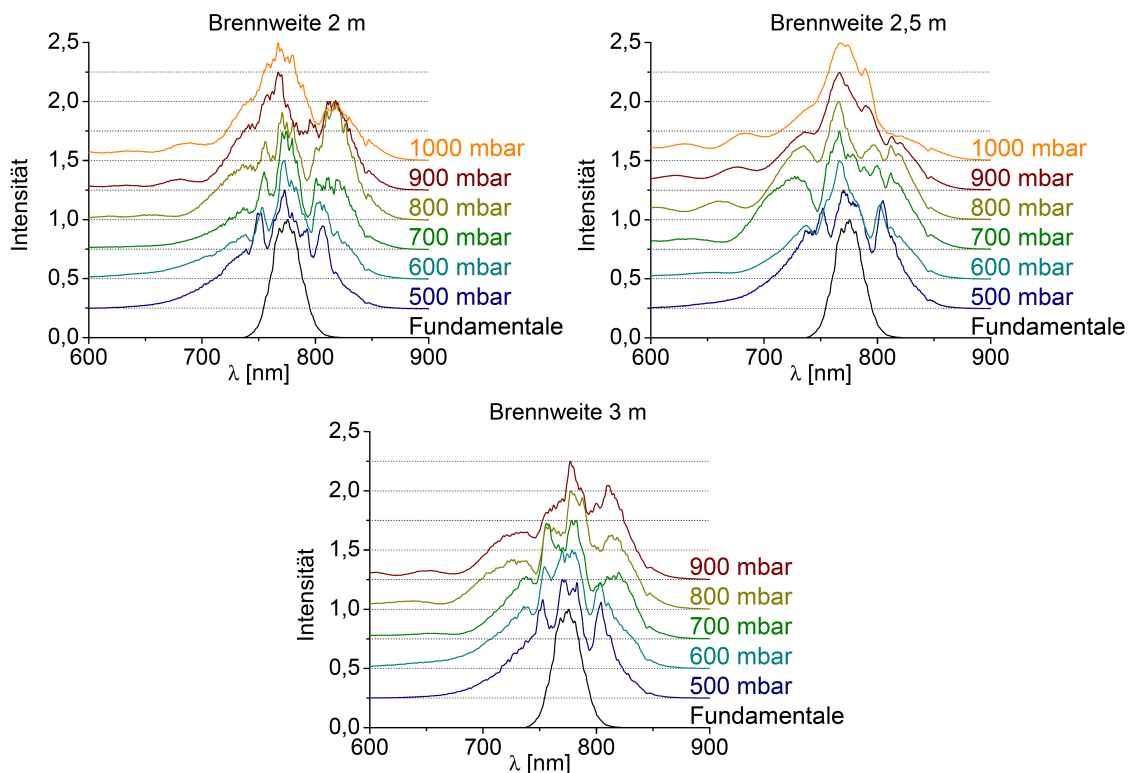 Brennweite 2 m
2,5
2,0
1,5
1,0
0,5
0,0
Intensität
1000 mbar
900 mbar
800 mbar
700 mbar
600 mbar
500 mbar
Fundamentale
600 700 800 900
λ [nm]
Brennweite 2,5 m
2,5
2,0
1,5
1,0
0,5
0,0
Intensität
1000 mbar
900 mbar
800 mbar
700 mbar
600 mbar
500 mbar
Fundamentale
600 700 800 900
λ [nm]
Brennweite 3 m
2,5
2,0
1,5
1,0
0,5
0,0
Intensität
900 mbar
800 mbar
700 mbar
600 mbar
500 mbar
Fundamentale
600 700 800 900
λ [nm]